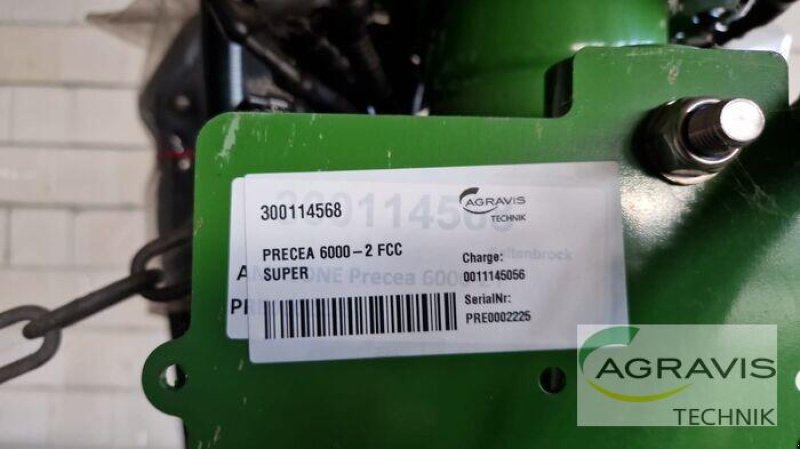 300114568
AGRAVIS
TECHNIK
PRECEA 6000-2 FCC
SUPER
Charge:
0011145056
SerialNr:
PRE0002225
AGRAVIS
TECHNIK